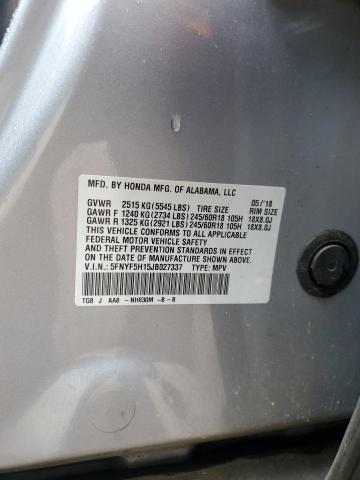 MFD. BY HONDA MFG. OF ALABAMA, LLC
GVWR 2515 KG(5545 LBS) TIRE SIZE 05/'18 RIM SIZE
GAWR F 1240 KG(2734 LBS) 245/60R18 105H 18X8.0J
GAWR R 1325 KG(2921 LBS) 245/60R18 105H 18X8.0J
THIS VEHICLE CONFORMS TO ALL APPLICABLE
FEDERAL MOTOR VEHICLE SAFETY AND
THEFT PREVENTION STANDARDS IN EFFECT
ON THE DATE OF MANUFACTURE SHOWN ABOVE.
V.I.N.: 5FNYF5H15JB027337 TYPE: MPV
TG8 J AA0 -NH830M -B -B